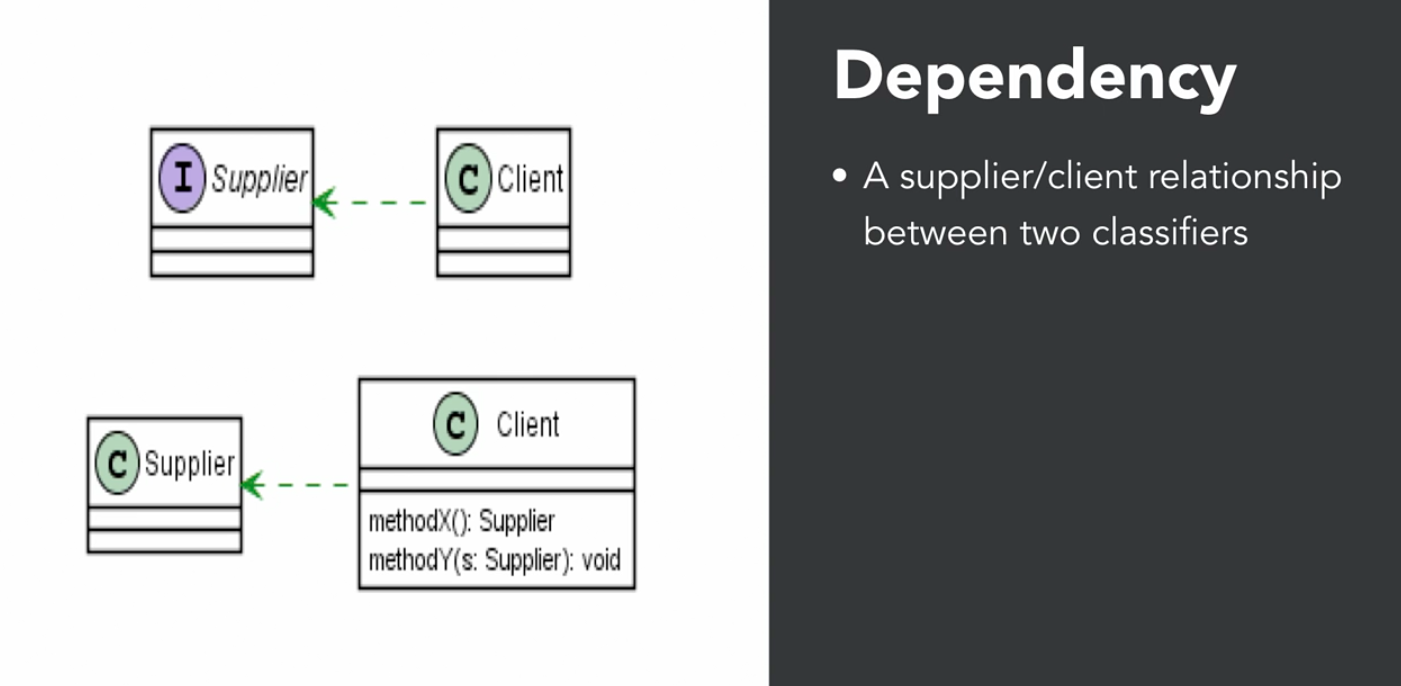 I Supplier
C Client
C Supplier
C Client
methodX(): Supplier
methodY(s: Supplier): void
Dependency
• A supplier/client relationship
between two classifiers